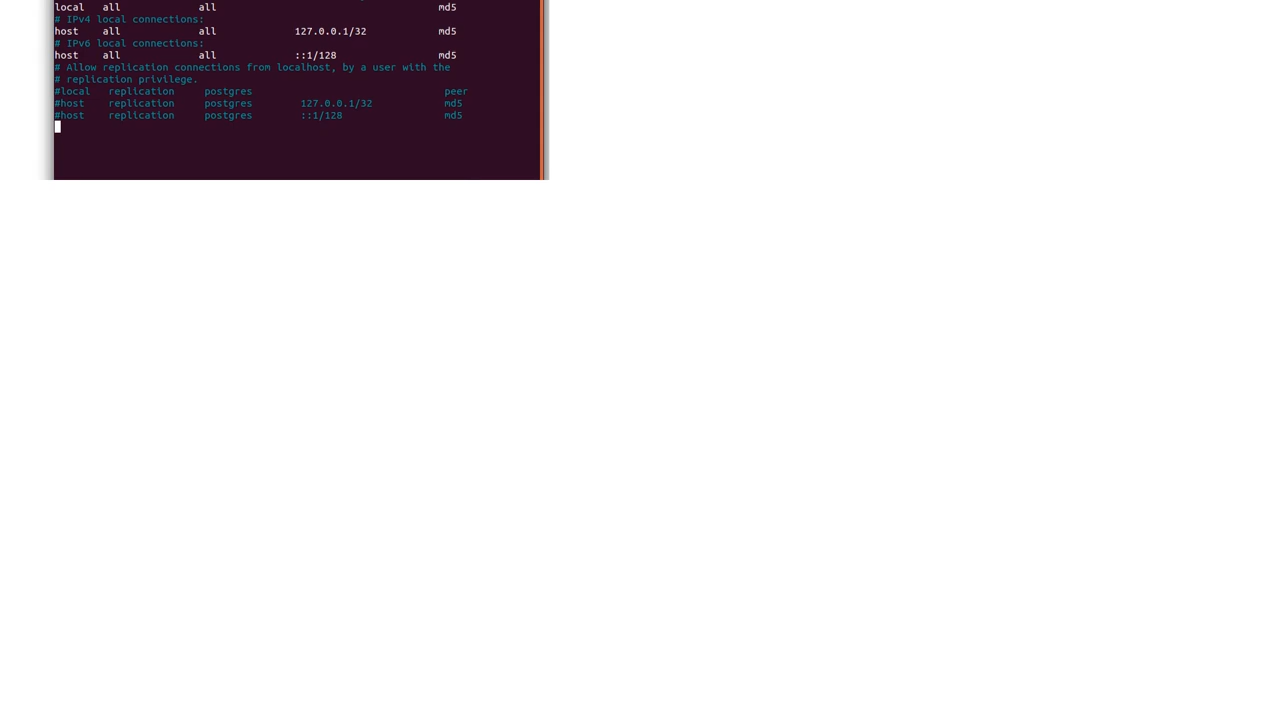 local   all             all                                     md5
# IPv4 local connections:
host    all             all             127.0.0.1/32            md5
# IPv6 local connections:
host    all             all             ::1/128                 md5
# Allow replication connections from localhost, by a user with the
# replication privilege.
#local   replication     postgres                                peer
#host    replication     postgres        127.0.0.1/32            md5
#host    replication     postgres        ::1/128                 md5